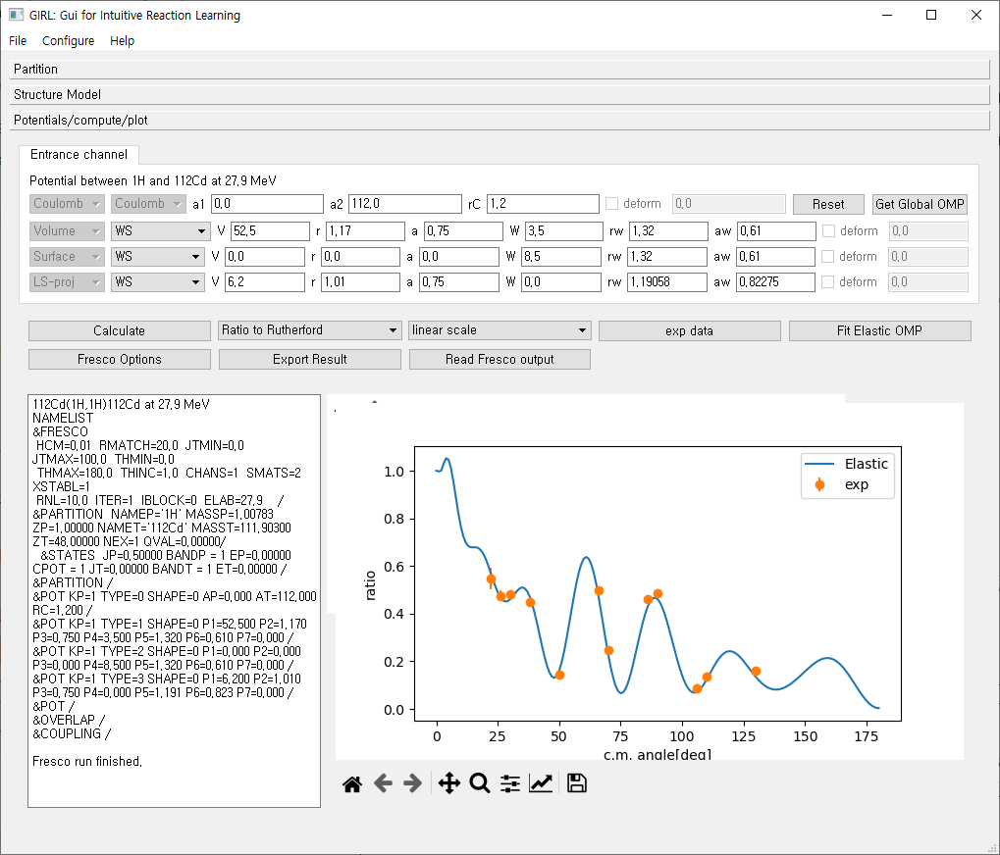 GIRL: Gui for Intuitive Reaction Learning
File Configure Help
Partition
Structure Model
Potentials/compute/plot
Entrance channel
Potential between 1H and 112Cd at 27.9 MeV
Coulomb Coulomb a1 0.0 a2 112.0 rC 1.2 deform 0.0 Reset Get Global OMP
Volume WS V 52.5 r 1.17 a 0.75 W 3.5 rw 1.32 aw 0.61 deform 0.0
Surface WS V 0.0 r 0.0 a 0.0 W 8.5 rw 1.32 aw 0.61 deform 0.0
LS-proj WS V 6.2 r 1.01 a 0.75 W 0.0 rw 1.19058 aw 0.82275 deform 0.0
Calculate Ratio to Rutherford linear scale exp data Fit Elastic OMP
Fresco Options Export Result Read Fresco output
112Cd(1H,1H)112Cd at 27.9 MeV
NAMELIST
&FRESCO
HCM=0.01 RMATCH=20.0 JTMIN=0.0
JTMAX=100.0 THMIN=0.0
THMAX=180.0 THINC=1.0 CHANS=1 SMATS=2
XSTABL=1
RNL=10.0 ITER=1 IBLOCK=0 ELAB=27.9 /
&PARTITION NAMEP='1H' MASSP=1.00783
ZP=1.00000 NAMET='112Cd' MASST=111.90300
ZT=48.00000 NEX=1 QVAL=0.00000/
&STATES JP=0.50000 BANDP = 1 EP=0.00000
CPOT = 1 JT=0.00000 BANDT = 1 ET=0.00000 /
&PARTITION /
&POT KP=1 TYPE=0 SHAPE=0 AP=0.000 AT=112.000
RC=1.200 /
&POT KP=1 TYPE=1 SHAPE=0 P1=52.500 P2=1.170
P3=0.750 P4=3.500 P5=1.320 P6=0.610 P7=0.000 /
&POT KP=1 TYPE=2 SHAPE=0 P1=0.000 P2=0.000
P3=0.000 P4=8.500 P5=1.320 P6=0.610 P7=0.000 /
&POT KP=1 TYPE=3 SHAPE=0 P1=6.200 P2=1.010
P3=0.750 P4=0.000 P5=1.191 P6=0.823 P7=0.000 /
&POT /
&OVERLAP /
&COUPLING /
Fresco run finished.
Elastic
exp
ratio
1.0
0.8
0.6
0.4
0.2
0.0
0 25 50 75 100 125 150 175
c.m. angle[deg]